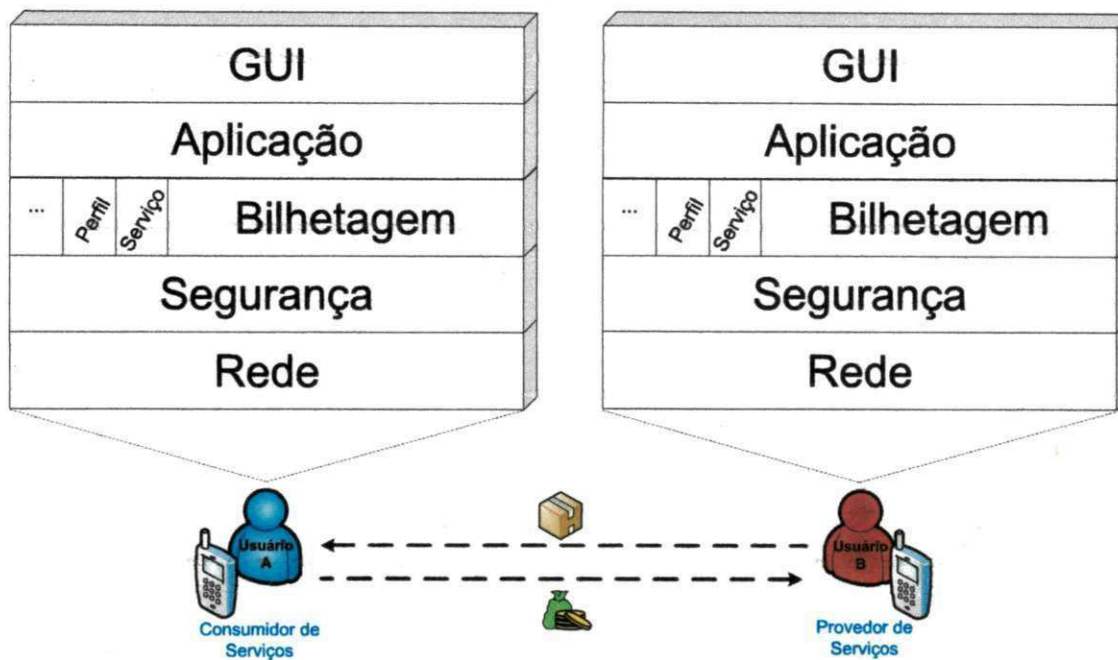 GUI
Aplicação
...
Perfil
Serviço
Bilhetagem
Segurança
Rede
GUI
Aplicação
...
Perfil
Serviço
Bilhetagem
Segurança
Rede
Usuário
A
Consumidor de
Serviços
Usuário
B
Provedor de
Serviços